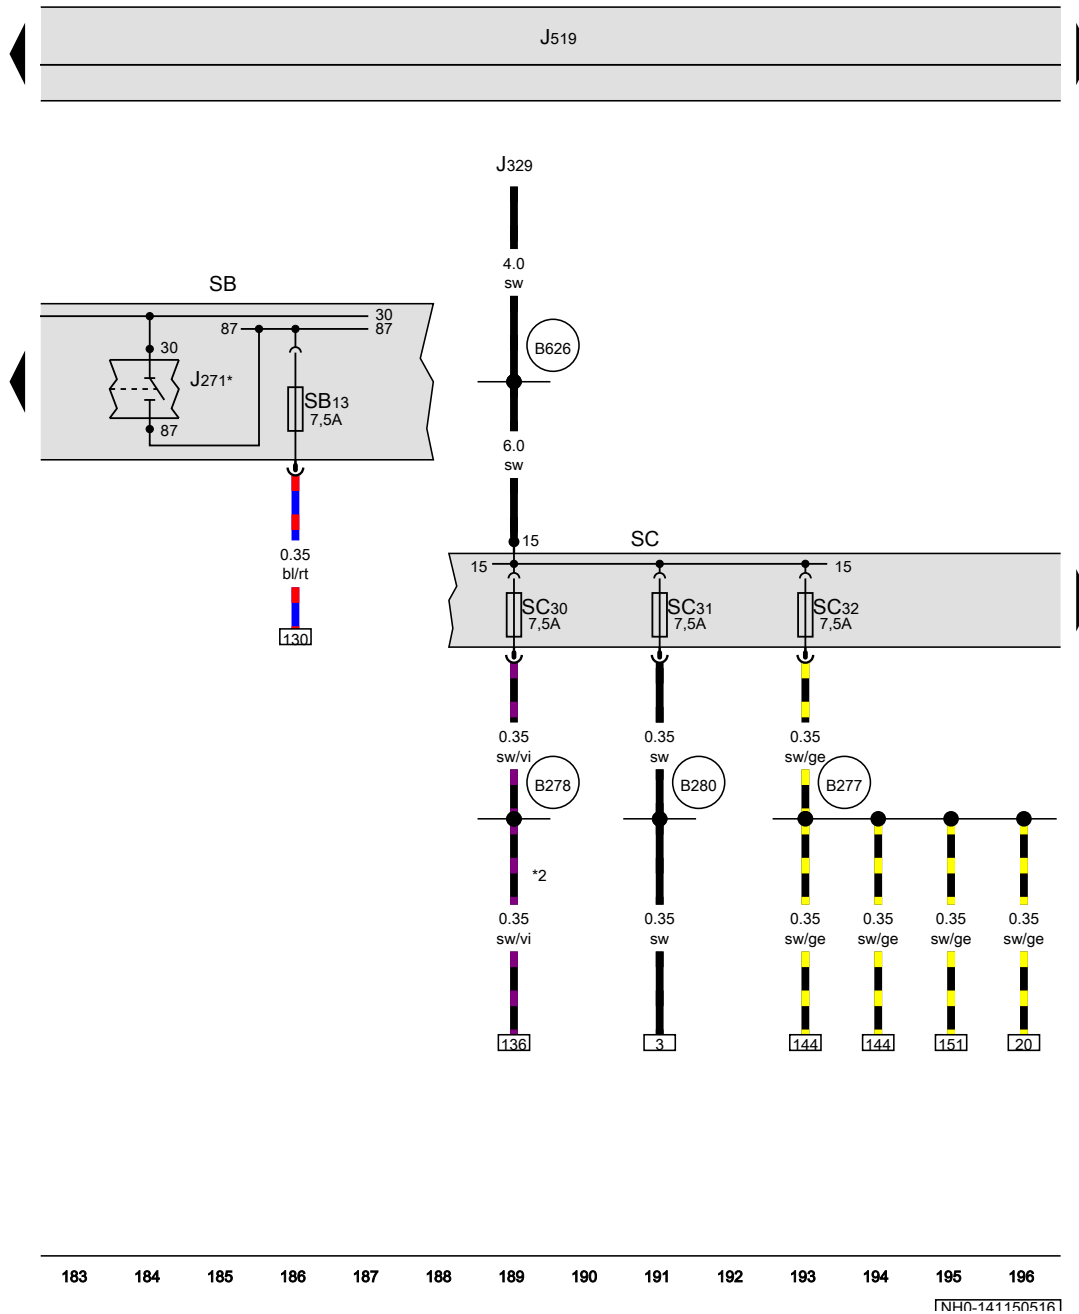 J519
J329
4.0
sw
SB
30
87
87
30
J271*
87
SB13
7,5A
B626
6.0
sw
0.35
bl/rt
130
15
SC
15
15
SC30
7,5A
SC31
7,5A
SC32
7,5A
0.35
sw/vi
0.35
sw
0.35
sw/ge
B278
B280
B277
*2
0.35
sw/vi
0.35
sw
0.35
sw/ge
0.35
sw/ge
0.35
sw/ge
0.35
sw/ge
136
3
144
144
151
20
183 184 185 186 187 188 189 190 191 192 193 194 195 196
NH0-141150516